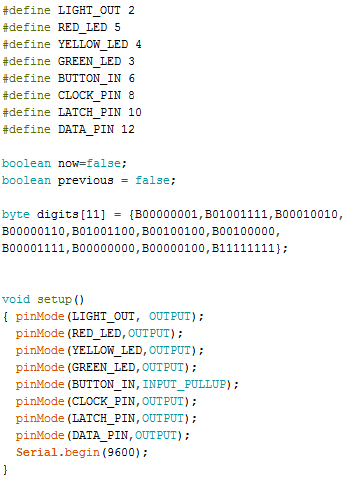 #define LIGHT_OUT 2
#define RED_LED 5
#define YELLOW_LED 4
#define GREEN_LED 3
#define BUTTON_IN 6
#define CLOCK_PIN 8
#define LATCH_PIN 10
#define DATA_PIN 12
boolean now=false;
boolean previous = false;
byte digits[11] = {B00000001,B01001111,B00010010,
B00000110,B01001100,B00100100,B00100000,
B00001111,B00000000,B00000100,B11111111};
void setup()
{ pinMode(LIGHT_OUT, OUTPUT);
pinMode(RED_LED,OUTPUT);
pinMode(YELLOW_LED,OUTPUT);
pinMode(GREEN_LED,OUTPUT);
pinMode(BUTTON_IN,INPUT_PULLUP);
pinMode(CLOCK_PIN,OUTPUT);
pinMode(LATCH_PIN,OUTPUT);
pinMode(DATA_PIN,OUTPUT);
Serial.begin(9600);
}